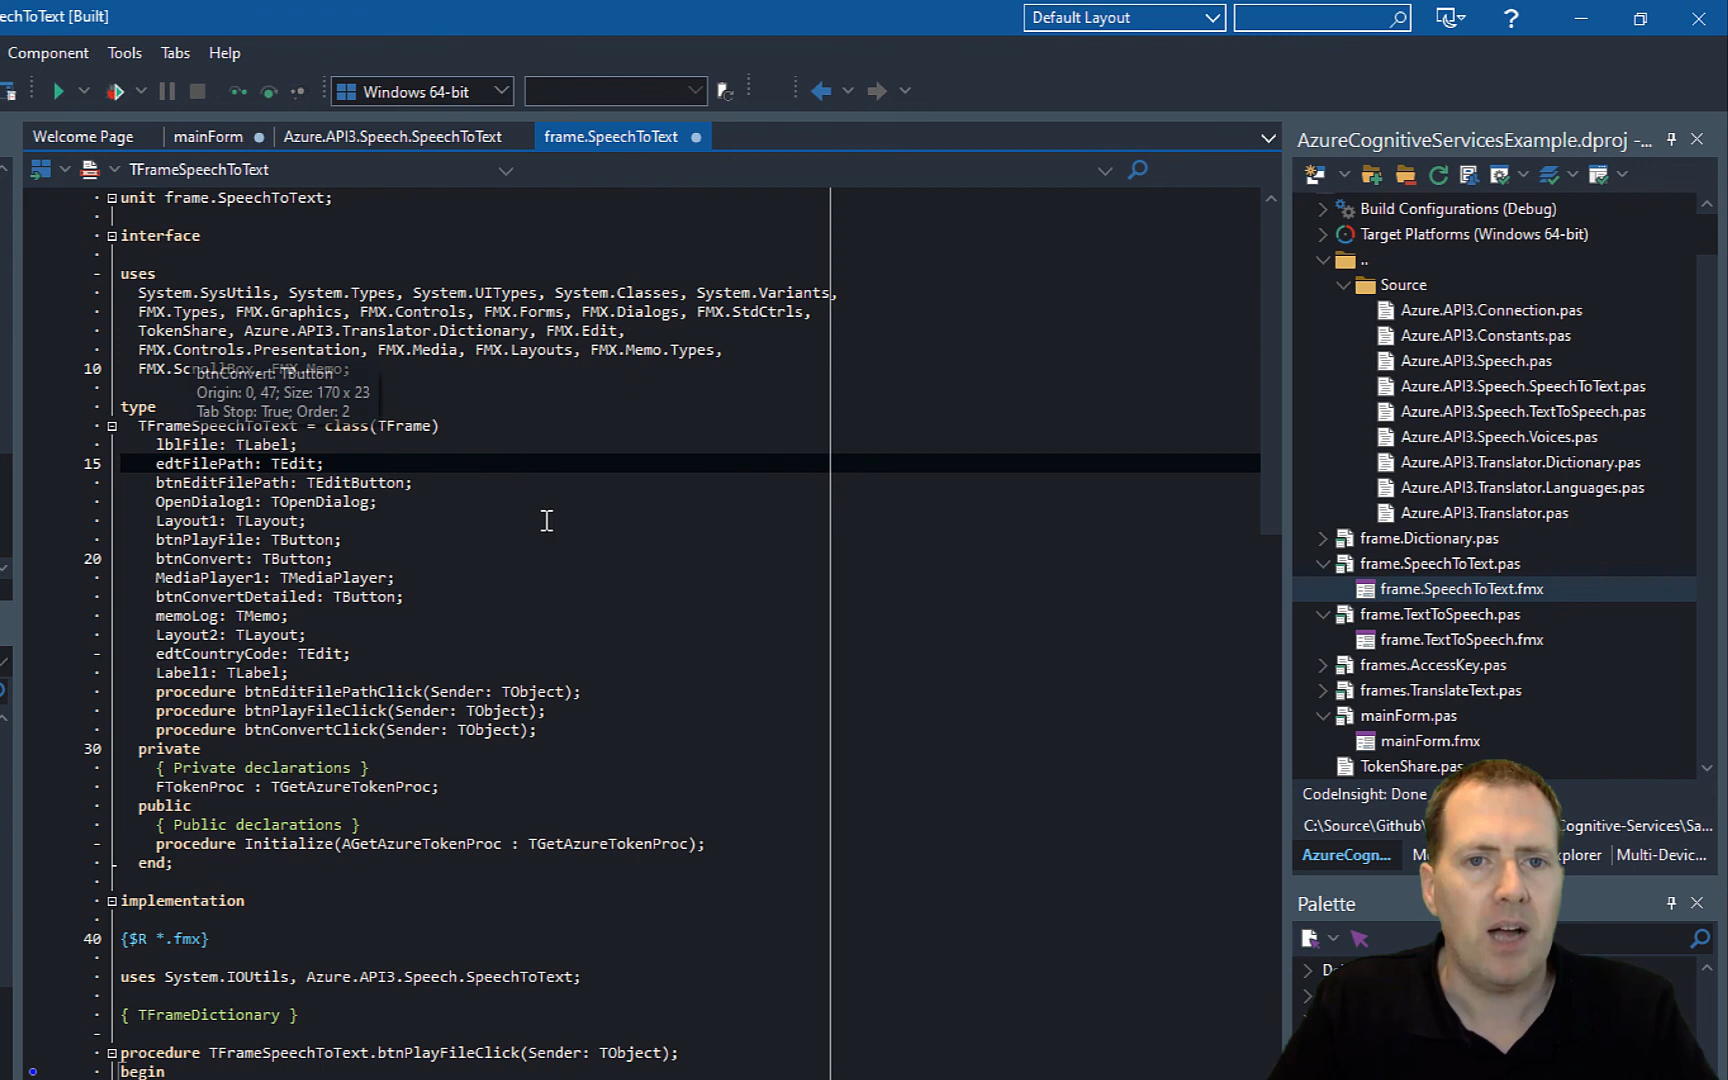 echToText [Built]
Default Layout
Component Tools Tabs Help
Windows 64-bit
Welcome Page mainForm Azure.API3.Speech.SpeechToText frame.SpeechToText
TFrameSpeechToText
unit frame.SpeechToText;
interface
uses
System.SysUtils, System.Types, System.UITypes, System.Classes, System.Variants,
FMX.Types, FMX.Graphics, FMX.Controls, FMX.Forms, FMX.Dialogs, FMX.StdCtrls,
TokenShare, Azure.API3.Translator.Dictionary, FMX.Edit,
FMX.Controls.Presentation, FMX.Media, FMX.Layouts, FMX.Memo.Types,
10 FMX.ScrollBox, FMX.Memo;
btnConvert: TButton
Origin: 0, 47; Size: 170 x 23
Tab Stop: True; Order: 2
type
TFrameSpeechToText = class(TFrame)
lblFile: TLabel;
15 edtFilePath: TEdit;
btnEditFilePath: TEditButton;
OpenDialog1: TOpenDialog;
Layout1: TLayout;
btnPlayFile: TButton;
20 btnConvert: TButton;
MediaPlayer1: TMediaPlayer;
btnConvertDetailed: TButton;
memoLog: TMemo;
Layout2: TLayout;
edtCountryCode: TEdit;
Label1: TLabel;
procedure btnEditFilePathClick(Sender: TObject);
procedure btnPlayFileClick(Sender: TObject);
procedure btnConvertClick(Sender: TObject);
30 private
{ Private declarations }
FTokenProc : TGetAzureTokenProc;
public
{ Public declarations }
procedure Initialize(AGetAzureTokenProc : TGetAzureTokenProc);
end;
implementation
40 {$R *.fmx}
uses System.IOUtils, Azure.API3.Speech.SpeechToText;
{ TFrameDictionary }
procedure TFrameSpeechToText.btnPlayFileClick(Sender: TObject);
begin
AzureCognitiveServicesExample.dproj -...
Build Configurations (Debug)
Target Platforms (Windows 64-bit)
..
Source
Azure.API3.Connection.pas
Azure.API3.Constants.pas
Azure.API3.Speech.pas
Azure.API3.Speech.SpeechToText.pas
Azure.API3.Speech.TextToSpeech.pas
Azure.API3.Speech.Voices.pas
Azure.API3.Translator.Dictionary.pas
Azure.API3.Translator.Languages.pas
Azure.API3.Translator.pas
frame.Dictionary.pas
frame.SpeechToText.pas
frame.SpeechToText.fmx
frame.TextToSpeech.pas
frame.TextToSpeech.fmx
frames.AccessKey.pas
frames.TranslateText.pas
mainForm.pas
mainForm.fmx
TokenShare.pas
CodeInsight: Done
C:\Source\Github\ Cognitive-Services\Sa...
AzureCogn... M plorer Multi-Devic...
Palette